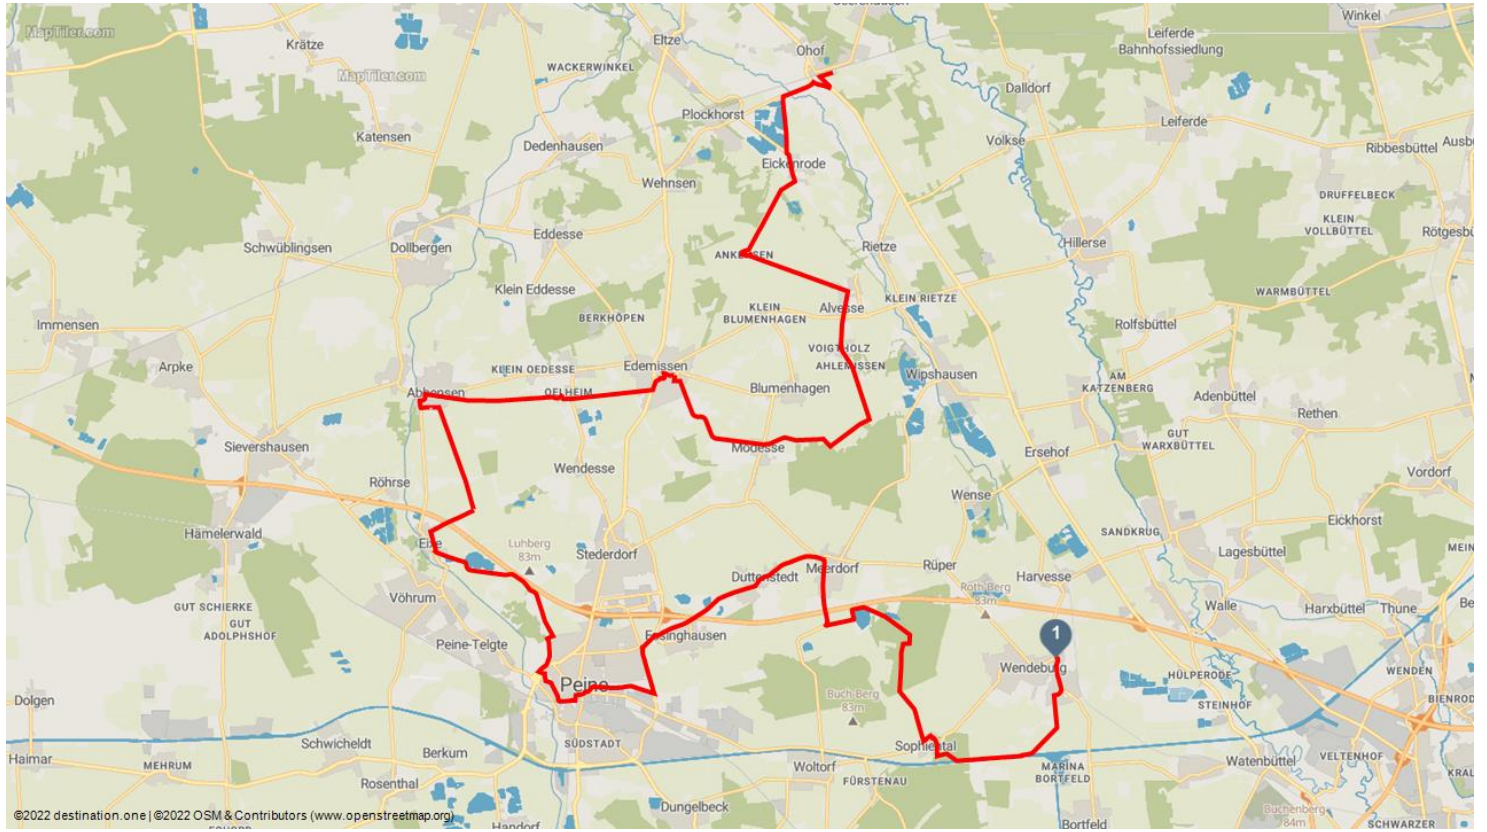 Winkel
MapTiler.com
Krätze
Eltze
Ohof
Leiferde
Bahnhofssiedlung
WACKERWINKEL
MapTiler.com
Dalldorf
Plockhorst
Leiferde
Katensen
Dedenhausen
Volkse
Ribbesbüttel
Eickenrode
Wehnsen
DRUFFELBECK
KLEIN
VOLLBÜTTEL
Schwüblingsen
Dollbergen
Eddesse
Rietze
Hillerse
ANKENSEN
Klein Eddesse
KLEIN RIETZE
WARMBÜTTEL
KLEIN
BLUMENHAGEN
Alvesse
BERKHÖPEN
Immensen
Rolfsbüttel
VOIGTHOLZ
AHLEMISSEN
Arpke
KLEIN OEDESSE
Edemissen
Wipshausen
AM
KATZENBERG
Abbensen
OELHEIM
Blumenhagen
Adenbüttel
Rethen
Sievershausen
Mödesse
GUT
WARXBÜTTEL
Ersehof
Wendesse
Vordorf
Röhrse
Wense
Hämelerwald
SANDKRUG
Eickhorst
Eixe
Luhberg
83m
Stederdorf
Lagesbüttel
Meerdorf
Rüper
Duttenstedt
Harvesse
Roth Berg
83m
Vöhrum
GUT SCHIERKE
GUT
ADOLPHSHOF
Walle
Harxbüttel
Thune
Peine-Telgte
Essinghausen
1
Wendeburg
HÜLPERODE
WENDEN
Peine
Buch Berg
83m
Dolgen
STEINHOF
Schwicheldt
SÜDSTADT
Berkum
Sophiental
Haimar
MEHRUM
Woltorf
MARINA
BORTFELD
Watenbüttel
VELTENHOF
Rosenthal
FÜRSTENAU
Dungelbeck
Buchenberg
84m
Handorf
Bortfeld
SCHWARZER
©2022 destination.one | ©2022 OSM & Contributors (www.openstreetmap.org)